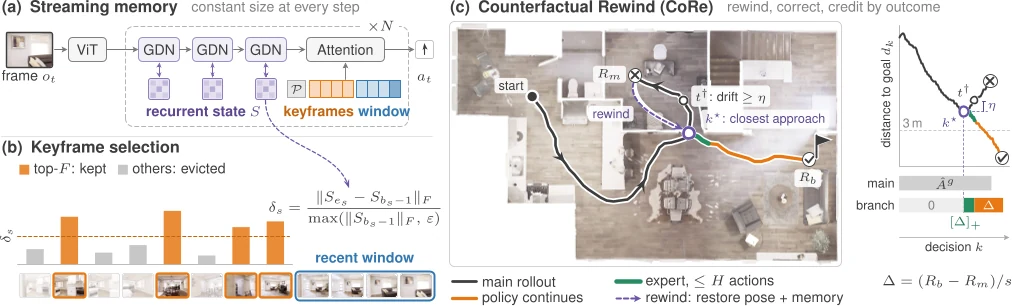 (a) Streaming memory constant size at every step
×N
ViT
GDN
GDN
GDN
Attention
frame o_t
a_t
P
recurrent state S
keyframes window
(b) Keyframe selection
top-F: kept
others: evicted
δ_s = ‖S_{e_s} − S_{b_s−1}‖_F / max(‖S_{b_s−1}‖_F, ε)
δ_s
recent window
(c) Counterfactual Rewind (CoRe) rewind, correct, credit by outcome
start
R_m
t†: drift ≥ η
rewind
k⋆: closest approach
R_b
main rollout
policy continues
expert, ≤ H actions
rewind: restore pose + memory
distance to goal d_k
t†
η
k⋆
3 m
main
Â^g
branch
0
Δ
[Δ]_+
decision k
Δ = (R_b − R_m)/s